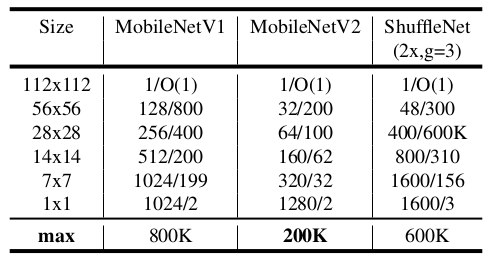 Size MobileNetV1 MobileNetV2 ShuffleNet
(2x,g=3)
112x112 1/O(1) 1/O(1) 1/O(1)
56x56 128/800 32/200 48/300
28x28 256/400 64/100 400/600K
14x14 512/200 160/62 800/310
7x7 1024/199 320/32 1600/156
1x1 1024/2 1280/2 1600/3
max 800K 200K 600K